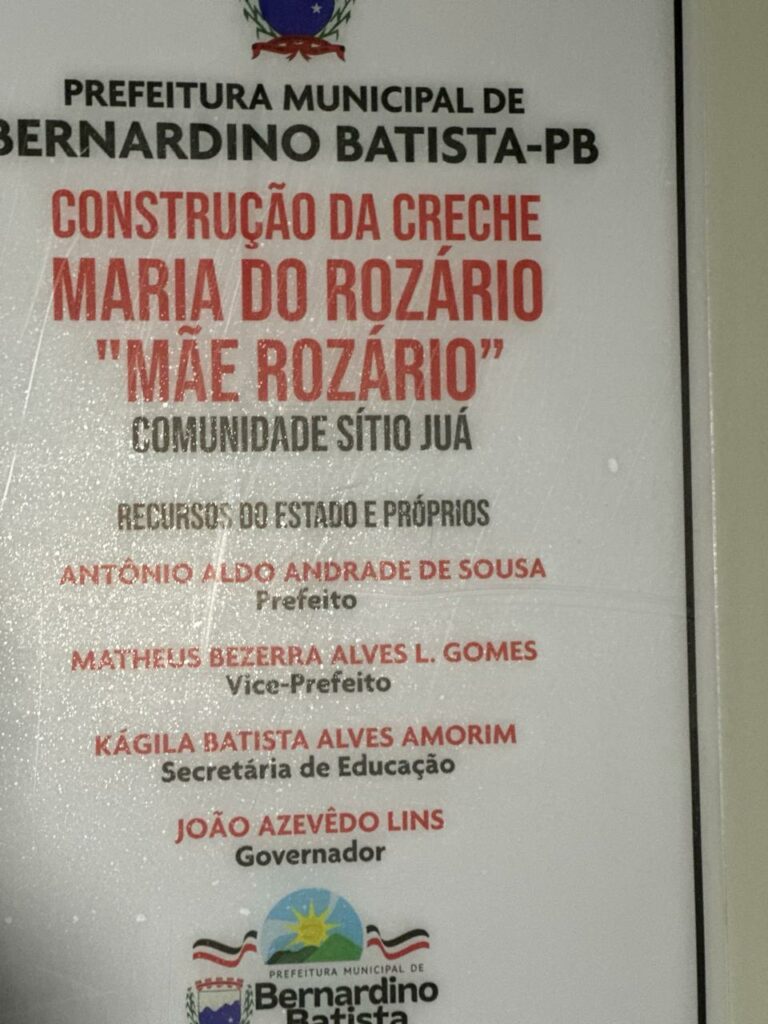 PREFEITURA MUNICIPAL DE
BERNARDINO BATISTA-PB
CONSTRUÇÃO DA CRECHE
MARIA DO ROZÁRIO
"MÃE ROZÁRIO”
COMUNIDADE SÍTIO JUÁ
RECURSOS DO ESTADO E PRÓPRIOS
ANTÔNIO ALDO ANDRADE DE SOUSA
Prefeito
MATHEUS BEZERRA ALVES L. GOMES
Vice-Prefeito
KÁGILA BATISTA ALVES AMORIM
Secretária de Educação
JOÃO AZEVÊDO LINS
Governador
PREFEITURA MUNICIPAL DE
Bernardino
Batista